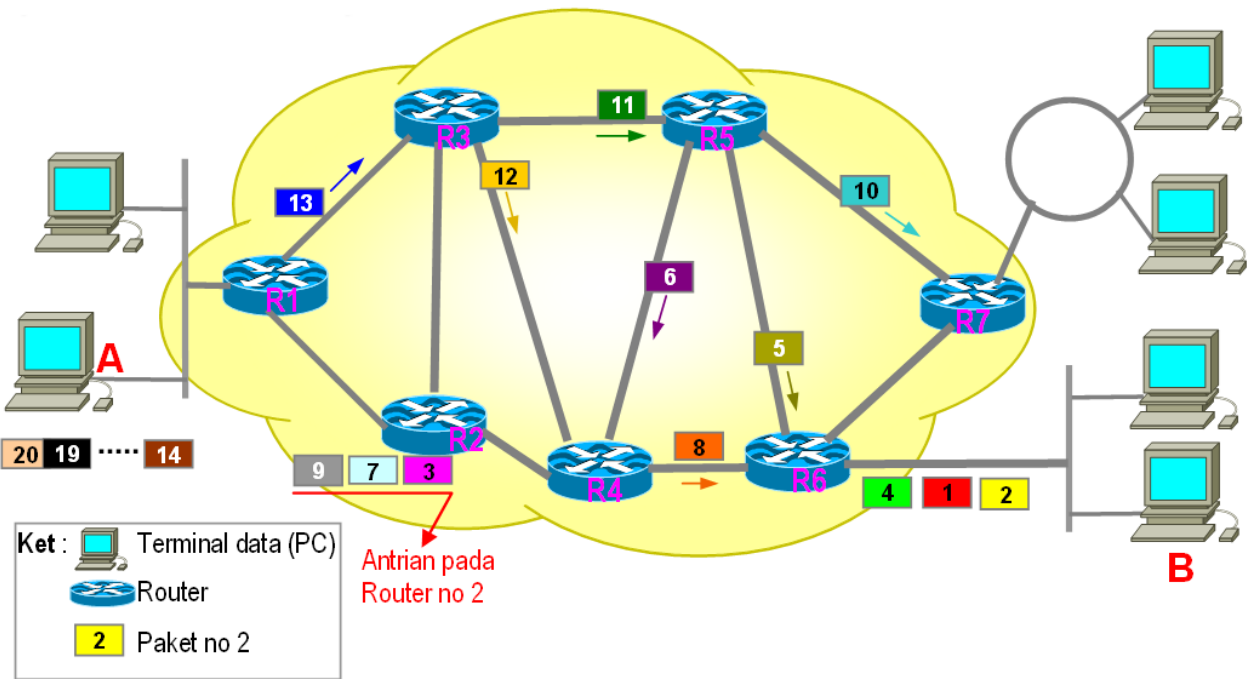 11
R3
R5
12
13
10
6
R1
R7
5
A
R2
8
20 19 ..... 14
9 7 3
R4
R6
4 1 2
Ket : Terminal data (PC)
Router
2 Paket no 2
Antrian pada
Router no 2
B